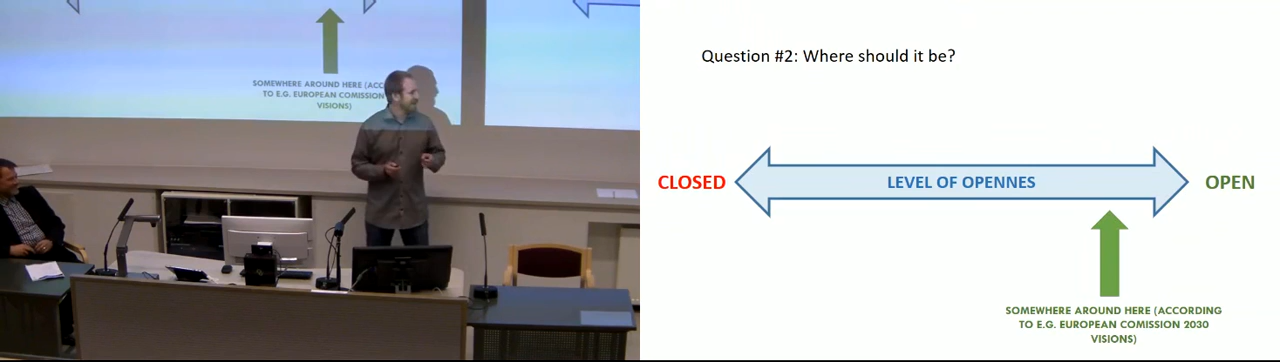 SOMEWHERE AROUND HERE (ACC
TO E.G. EUROPEAN COMISSION
VISIONS)
Question #2: Where should it be?
CLOSED
LEVEL OF OPENNES
OPEN
SOMEWHERE AROUND HERE (ACCORDING
TO E.G. EUROPEAN COMISSION 2030
VISIONS)